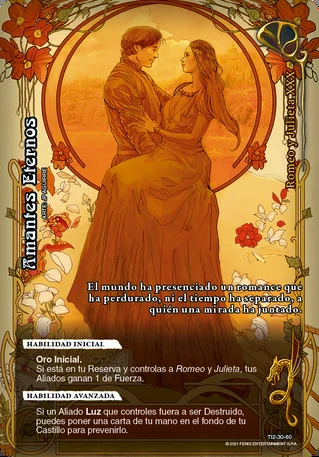 Amantes Eternos
Romeo y Julieta XXX
El mundo ha presenciado un romance que
ha perdurado, ni el tiempo ha separado, a
quién una mirada ha juntado.
HABILIDAD INICIAL
Oro Inicial.
Si está en tu Reserva y controlas a Romeo y Julieta, tus
Aliados ganan 1 de Fuerza.
HABILIDAD AVANZADA
Si un Aliado Luz que controles fuera a ser Destruido,
puedes poner una carta de tu mano en el fondo de tu
Castillo para prevenirlo.
TI2-30-60
©2021 FENIX ENTERTAINMENT S.P.A.